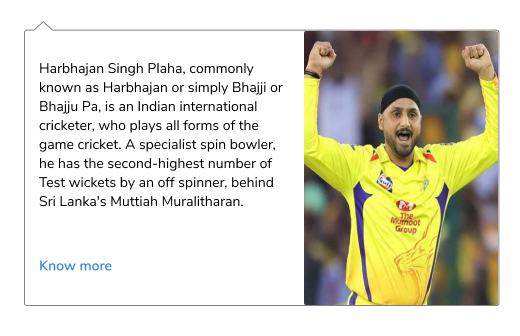 Harbhajan Singh Plaha, commonly
known as Harbhajan or simply Bhajji or
Bhajju Pa, is an Indian international
cricketer, who plays all forms of the
game cricket. A specialist spin bowler,
he has the second-highest number of
Test wickets by an off spinner, behind
Sri Lanka's Muttiah Muralitharan.
Know more
Gulf
The
Muthoot
Group